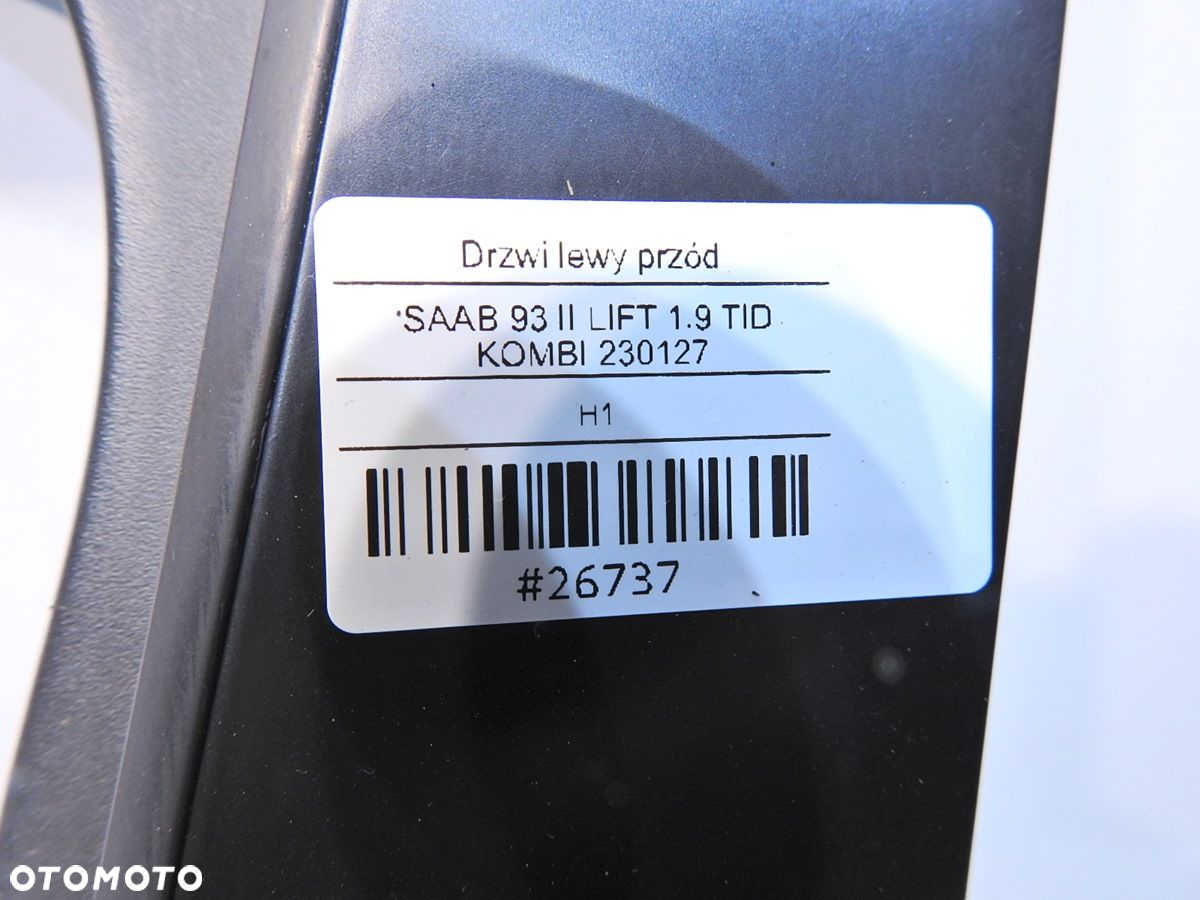 Drzwi lewy przód
SAAB 93 II LIFT 1.9 TID
KOMBI 230127
H1
#26737
OTOMOTO